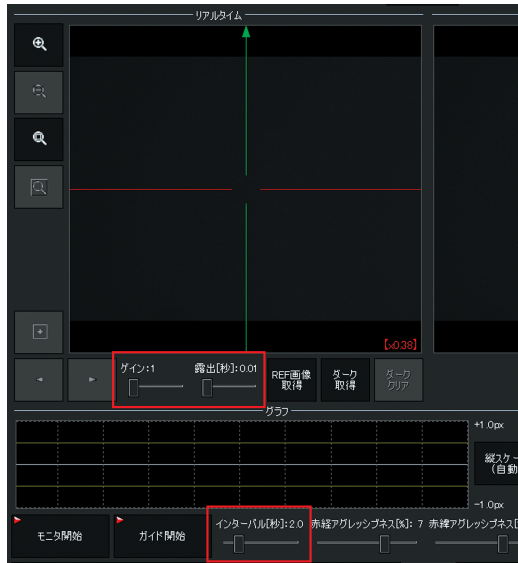 リアルタイム
【x0.38】
ゲイン:1 露出[秒]:0.01
REF画像
取得
ダーク
取得
ダーク
クリア
グラフ
+1.0px
縦スケー
(自動
-1.0px
モニタ開始
ガイド開始
インターバル[秒]:2.0 赤経アグレッシブネス[%]: 7 赤緯アグレッシブネス[